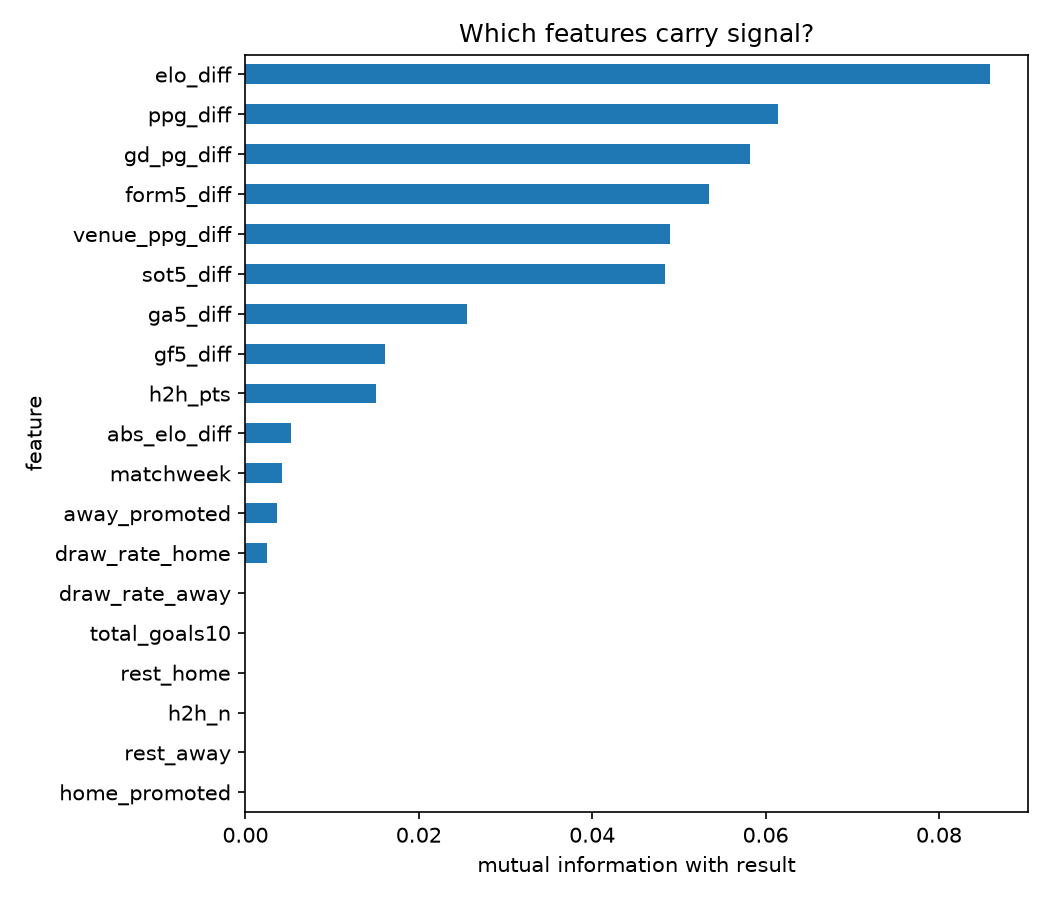 Which features carry signal?
feature
elo_diff
ppg_diff
gd_pg_diff
form5_diff
venue_ppg_diff
sot5_diff
ga5_diff
gf5_diff
h2h_pts
abs_elo_diff
matchweek
away_promoted
draw_rate_home
draw_rate_away
total_goals10
rest_home
h2h_n
rest_away
home_promoted
0.00 0.02 0.04 0.06 0.08
mutual information with result